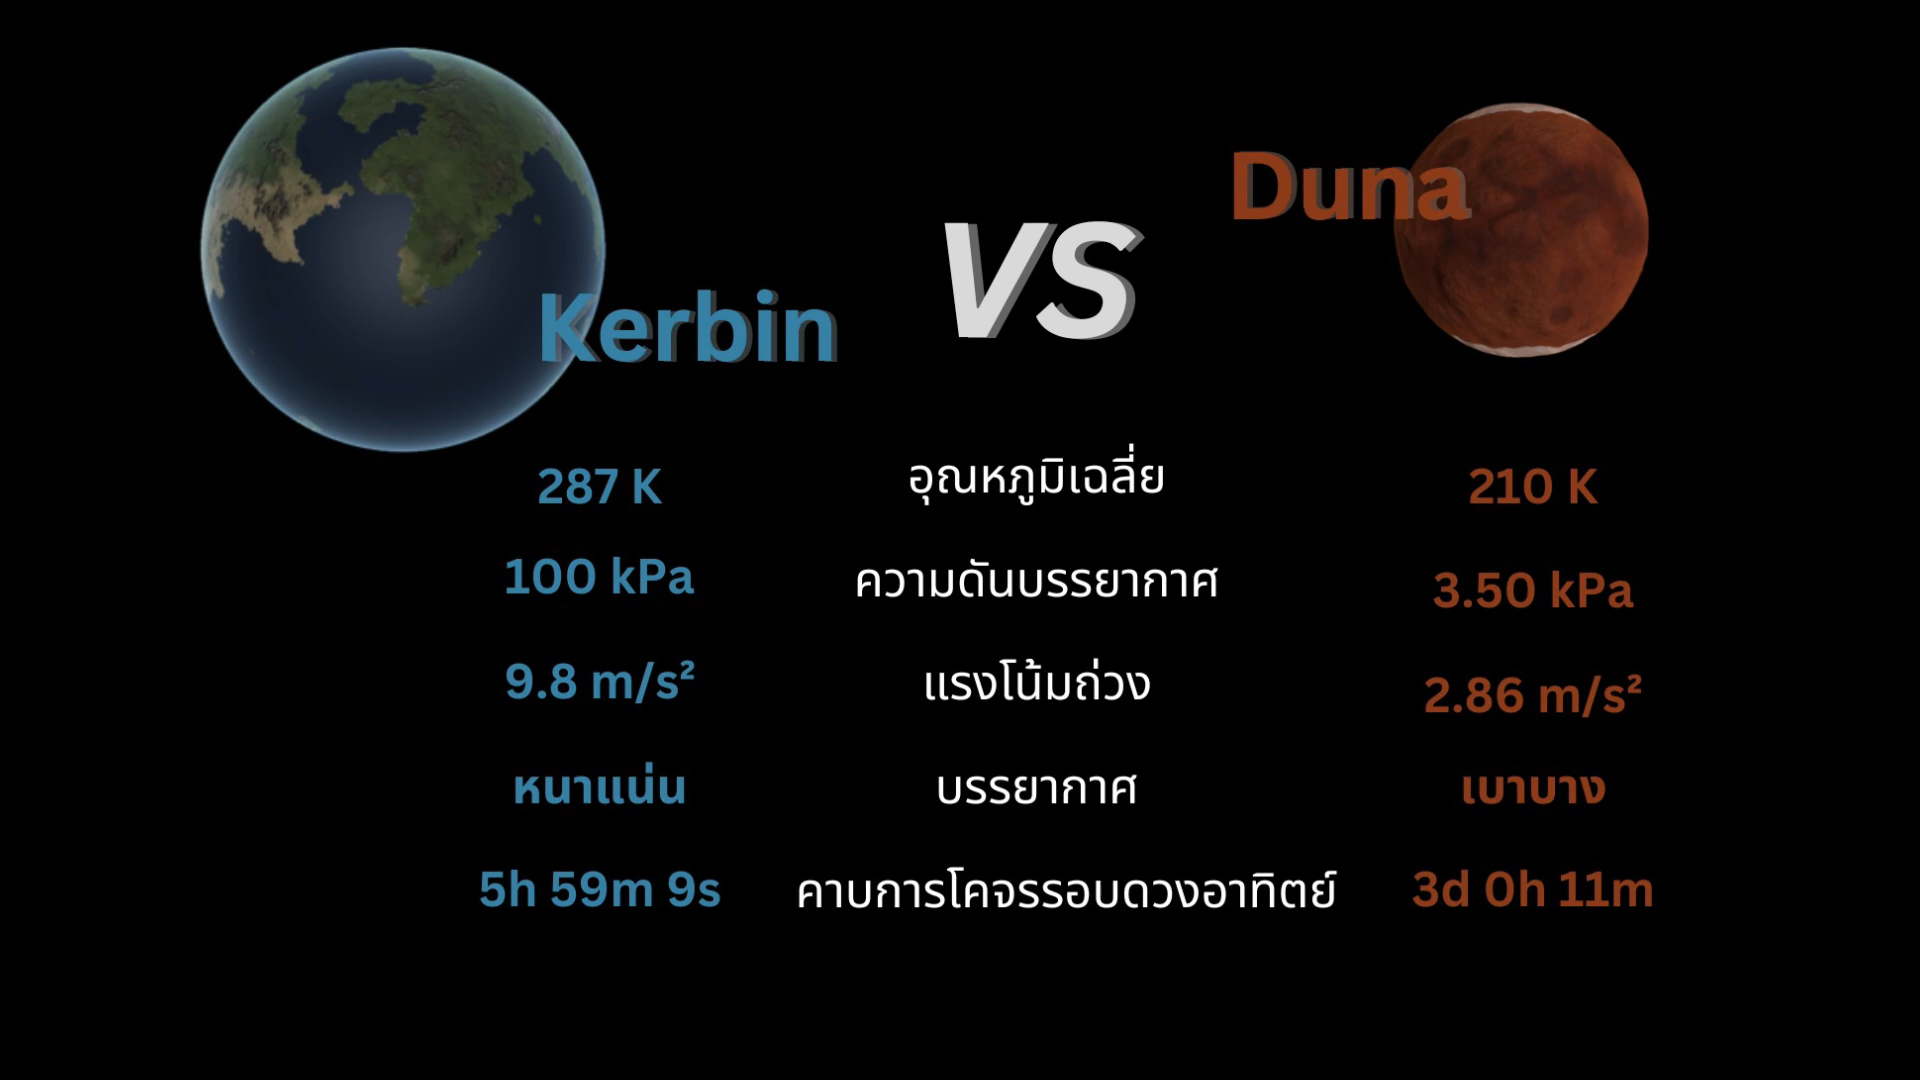 Kerbin
VS
Duna
287 K
อุณหภูมิเฉลี่ย
210 K
100 kPa
ความดันบรรยากาศ
3.50 kPa
9.8 m/s²
แรงโน้มถ่วง
2.86 m/s²
หนาแน่น
บรรยากาศ
เบาบาง
5h 59m 9s
คาบการโคจรรอบดวงอาทิตย์
3d 0h 11m